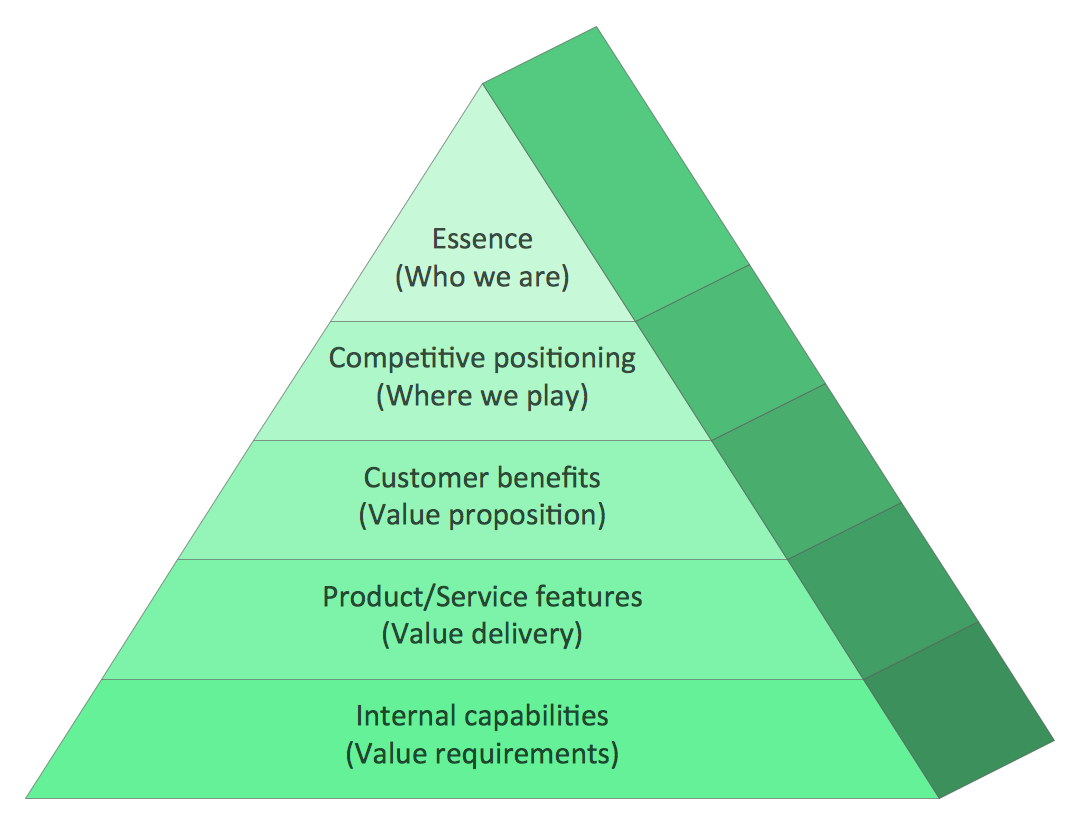 Essence
(Who we are)
Competitive positioning
(Where we play)
Customer benefits
(Value proposition)
Product/Service features
(Value delivery)
Internal capabilities
(Value requirements)